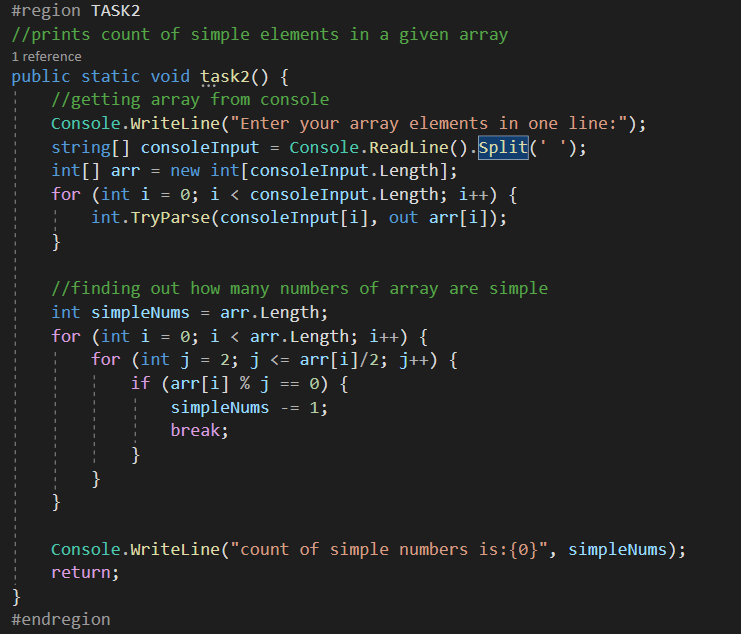 #region TASK2
//prints count of simple elements in a given array
1 reference
public static void task2() {
    //getting array from console
    Console.WriteLine("Enter your array elements in one line:");
    string[] consoleInput = Console.ReadLine().Split(' ');
    int[] arr = new int[consoleInput.Length];
    for (int i = 0; i < consoleInput.Length; i++) {
        int.TryParse(consoleInput[i], out arr[i]);
    }

    //finding out how many numbers of array are simple
    int simpleNums = arr.Length;
    for (int i = 0; i < arr.Length; i++) {
        for (int j = 2; j <= arr[i]/2; j++) {
            if (arr[i] % j == 0) {
                simpleNums -= 1;
                break;
            }
        }
    }

    Console.WriteLine("count of simple numbers is:{0}", simpleNums);
    return;
}
#endregion